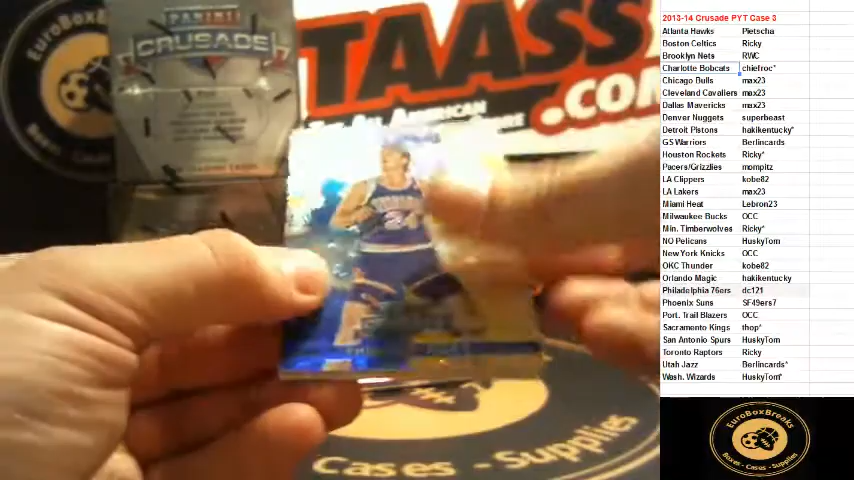 EuroBoxBreaks
PANINI
CRUSADE
TAASS
.COM
The All American
24
Cases - Supplies
2013-14 Crusade PYT Case 3
Atlanta Hawks Pietscha
Boston Celtics Ricky
Brooklyn Nets RWC
Charlotte Bobcats chiefroc*
Chicago Bulls max23
Cleveland Cavaliers max23
Dallas Mavericks max23
Denver Nuggets superbeast
Detroit Pistons hakikentucky*
GS Warriors Berlincards
Houston Rockets Ricky*
Pacers/Grizzlies mompitz
LA Clippers kobe82
LA Lakers max23
Miami Heat Lebron23
Milwaukee Bucks OCC
Min. Timberwolves Ricky*
NO Pelicans HuskyTom
New York Knicks OCC
OKC Thunder kobe82
Orlando Magic hakikentucky
Philadelphia 76ers dc121
Phoenix Suns SF49ers7
Port. Trail Blazers OCC
Sacramento Kings thop*
San Antonio Spurs HuskyTom
Toronto Raptors Ricky
Utah Jazz Berlincards*
Wash. Wizards HuskyTom*
EuroBoxBreaks
Boxes - Cases - Supplies